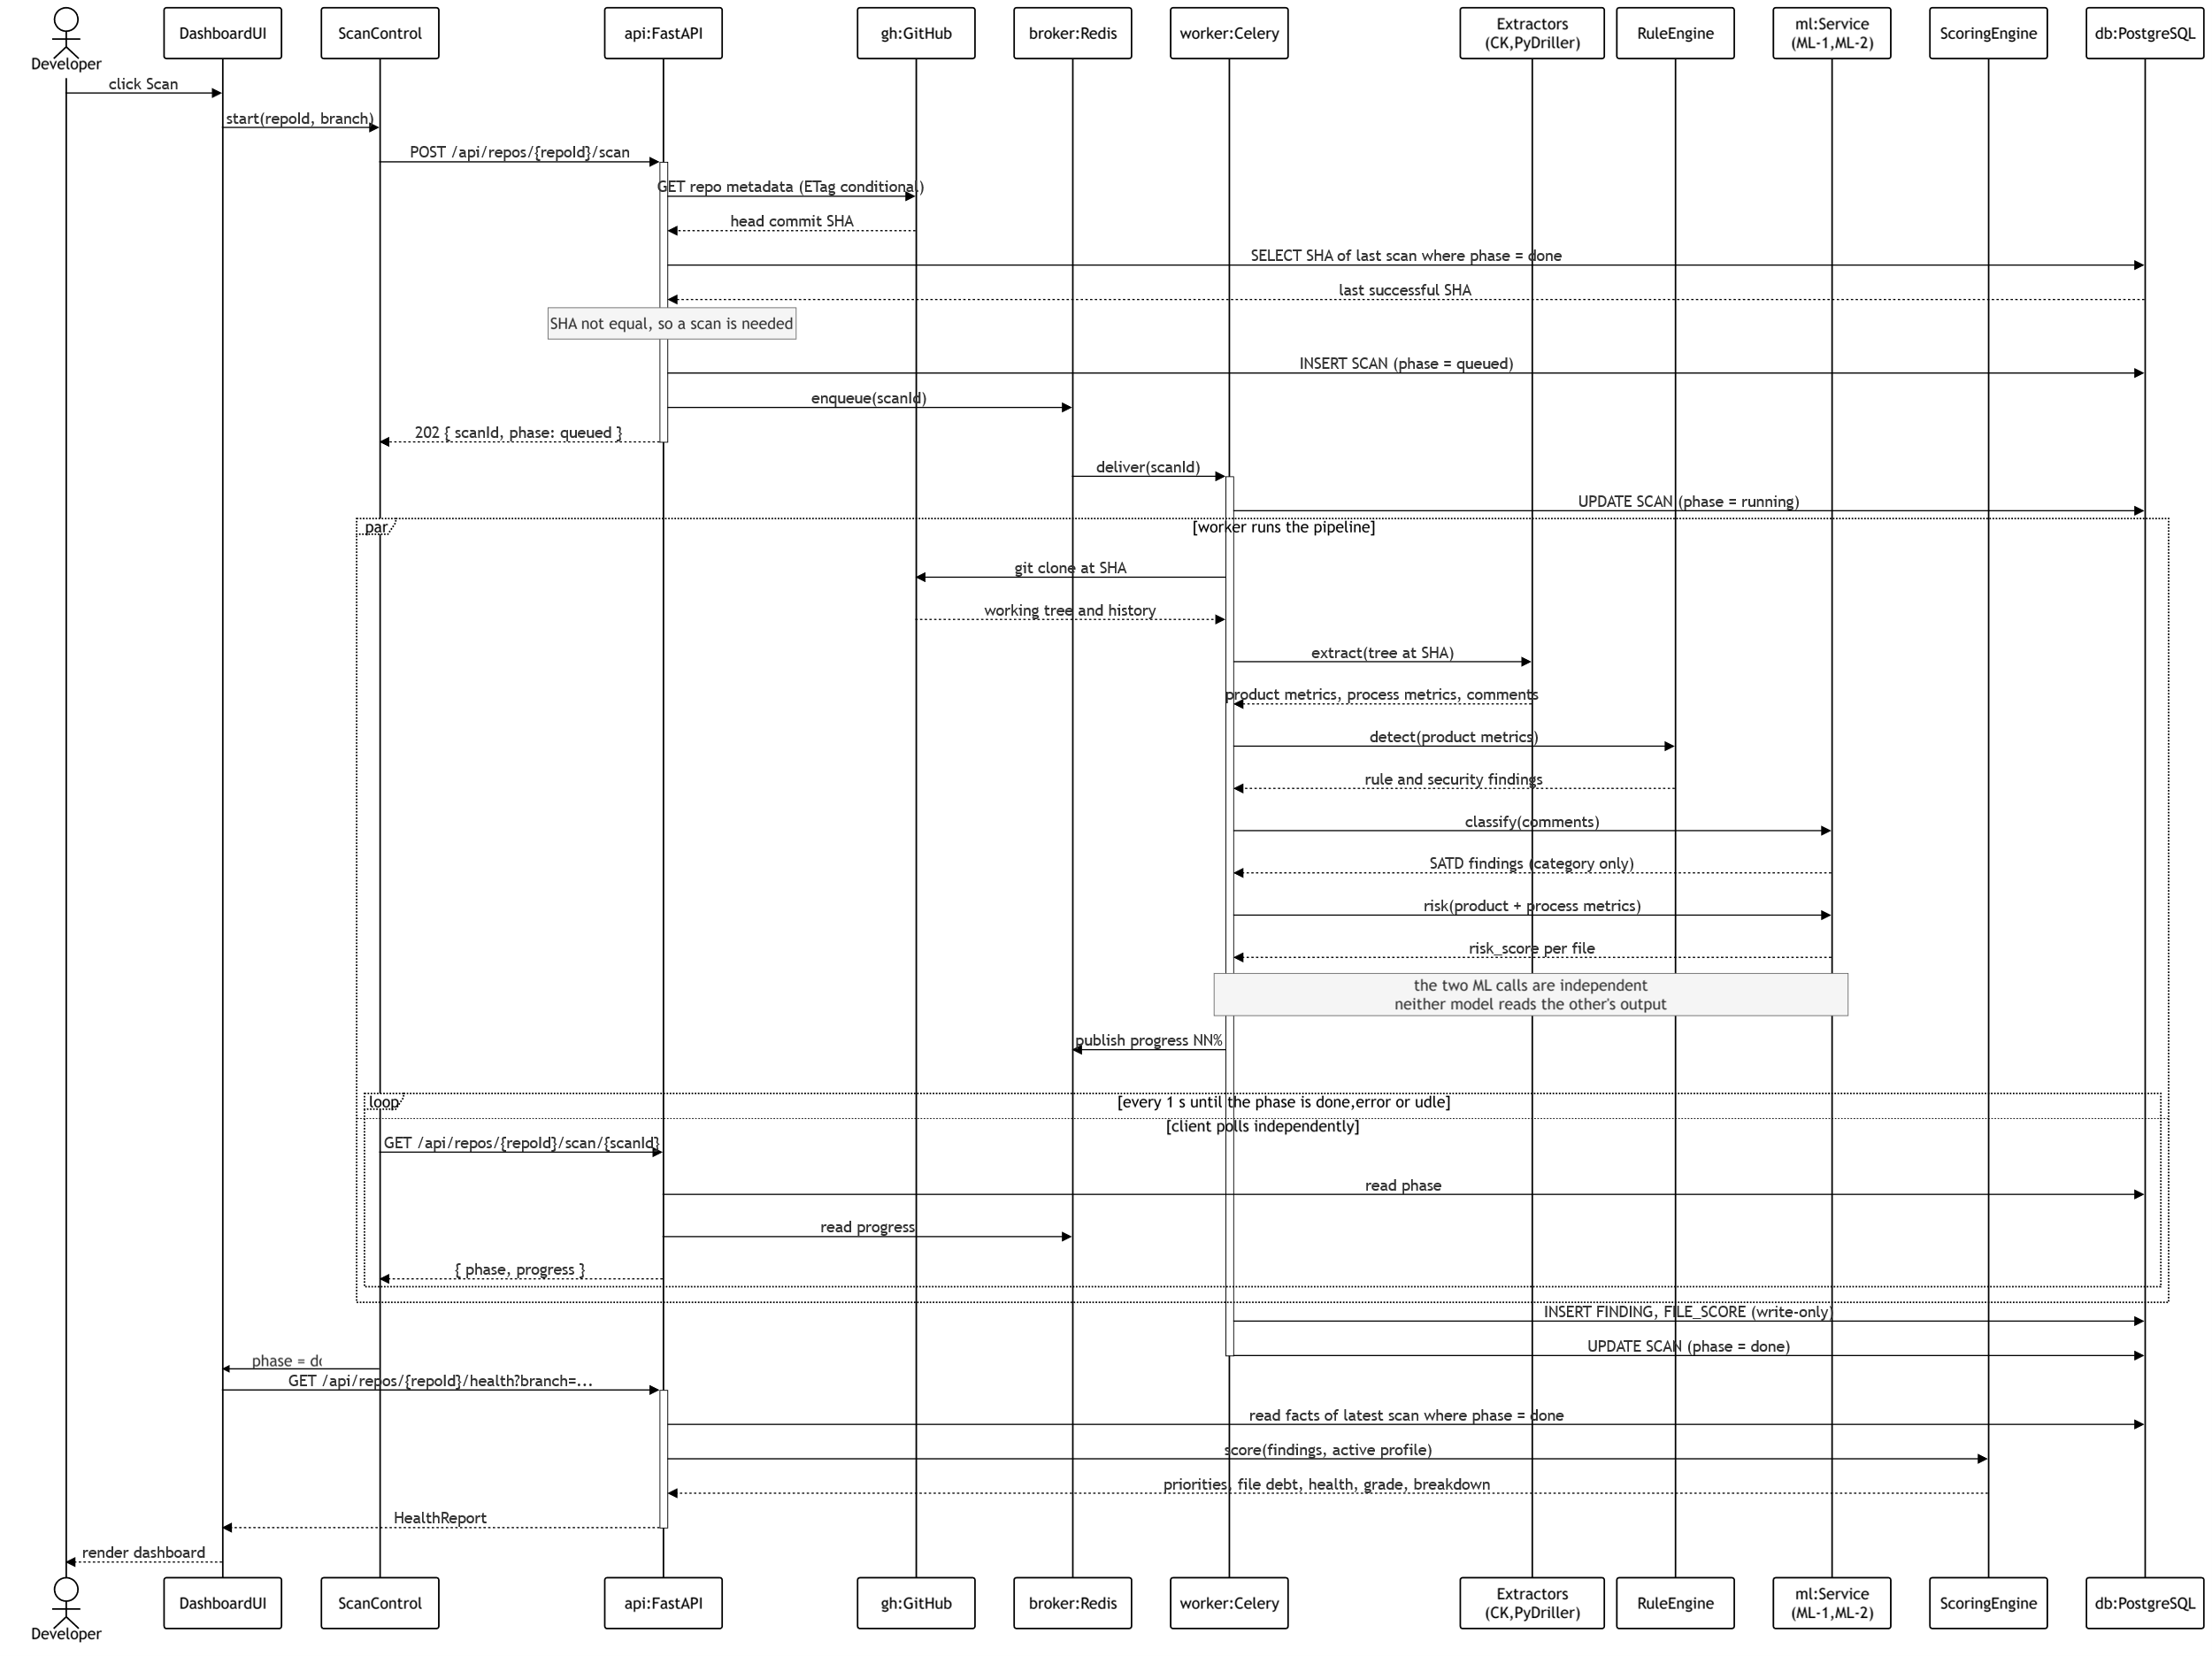 Developer
DashboardUI
ScanControl
api:FastAPI
gh:GitHub
broker:Redis
worker:Celery
Extractors
(CK,PyDriller)
RuleEngine
ml:Service
(ML-1,ML-2)
ScoringEngine
db:PostgreSQL
click Scan
start(repoId, branch)
POST /api/repos/{repoId}/scan
GET repo metadata (ETag conditional)
head commit SHA
SELECT SHA of last scan where phase = done
last successful SHA
SHA not equal, so a scan is needed
INSERT SCAN (phase = queued)
enqueue(scanId)
202 { scanId, phase: queued }
deliver(scanId)
UPDATE SCAN (phase = running)
par
[worker runs the pipeline]
git clone at SHA
working tree and history
extract(tree at SHA)
product metrics, process metrics, comments
detect(product metrics)
rule and security findings
classify(comments)
SATD findings (category only)
risk(product + process metrics)
risk_score per file
the two ML calls are independent
neither model reads the other's output
publish progress NN%
loop
[every 1 s until the phase is done,error or udle]
[client polls independently]
GET /api/repos/{repoId}/scan/{scanId}
read phase
read progress
{ phase, progress }
INSERT FINDING, FILE_SCORE (write-only)
UPDATE SCAN (phase = done)
phase =
GET /api/repos/{repoId}/health?branch=...
read facts of latest scan where phase = done
score(findings, active profile)
priorities, file debt, health, grade, breakdown
HealthReport
render dashboard
Developer
DashboardUI
ScanControl
api:FastAPI
gh:GitHub
broker:Redis
worker:Celery
Extractors
(CK,PyDriller)
RuleEngine
ml:Service
(ML-1,ML-2)
ScoringEngine
db:PostgreSQL